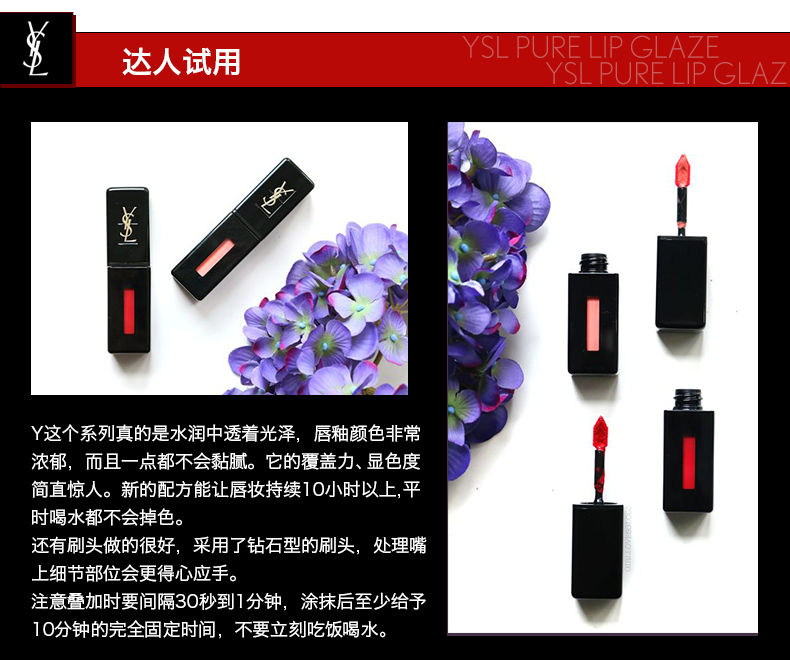 YSL
达人试用
YSL PURE LIP GLAZE
YSL PURE LIP GLAZ
YSL
YSL
Y这个系列真的是水润中透着光泽，唇釉颜色非常
浓郁，而且一点都不会黏腻。它的覆盖力、显色度
简直惊人。新的配方能让唇妆持续10小时以上,平
时喝水都不会掉色。
还有刷头做的很好，采用了钻石型的刷头，处理嘴
上细节部位会更得心应手。
注意叠加时要间隔30秒到1分钟，涂抹后至少给予
10分钟的完全固定时间，不要立刻吃饭喝水。